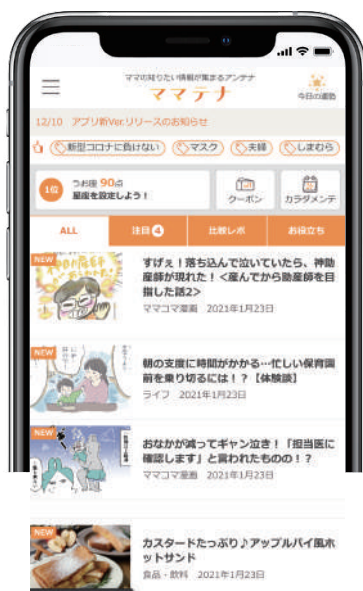 ママの知りたい情報が集まるアンテナ
ママテナ
今日の運勢
12/10 アプリ新Ver.リリースのお知らせ
新型コロナに負けない
マスク
夫婦
しまむら
1位
うお座 90点
星座を設定しよう!
クーポン
カラダメンテ
ALL
注目4
比較レポ
お役立ち
NEW
すげぇ!落ち込んで泣いていたら、神助
産師が現れた!<産んでから助産師を目
指した話2>
ママコマ漫画 2021年1月23日
NEW
朝の支度に時間がかかる…忙しい保育園
前を乗り切るには!?【体験談】
ライフ 2021年1月23日
NEW
おなかが減ってギャン泣き!「担当医に
確認します」と言われたものの!?
ママコマ漫画 2021年1月23日
NEW
カスタードたっぷり♪アップルパイ風ホ
ットサンド
食品・飲料 2021年1月23日